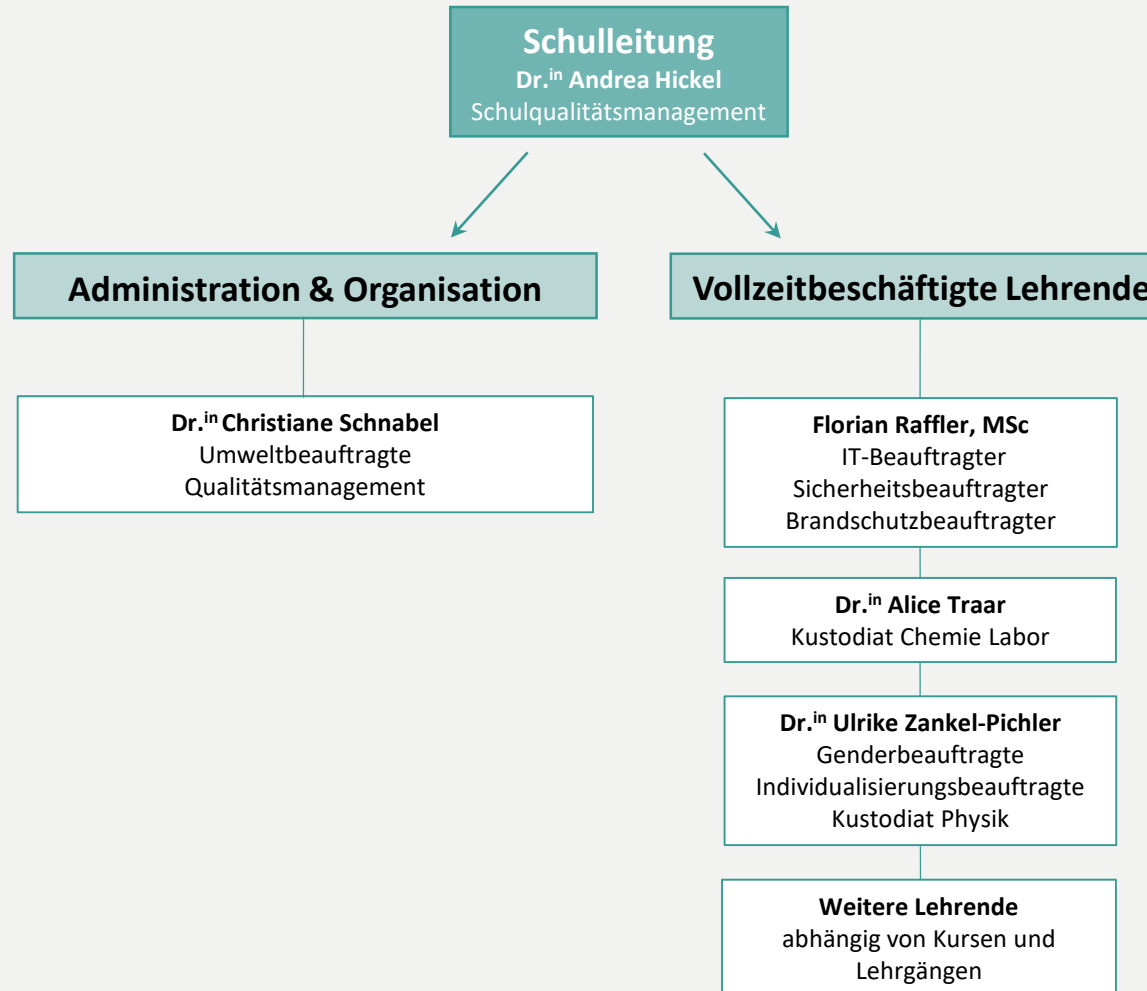 Schulleitung
Dr.in Andrea Hickel
Schulqualitätsmanagement
Administration & Organisation
Dr.in Christiane Schnabel
Umweltbeauftragte
Qualitätsmanagement
Vollzeitbeschäftigte Lehrende
Florian Raffler, MSc
IT-Beauftragter
Sicherheitsbeauftragter
Brandschutzbeauftragter
Dr.in Alice Traar
Kustodiat Chemie Labor
Dr.in Ulrike Zankel-Pichler
Genderbeauftragte
Individualisierungsbeauftragte
Kustodiat Physik
Weitere Lehrende
abhängig von Kursen und
Lehrgängen